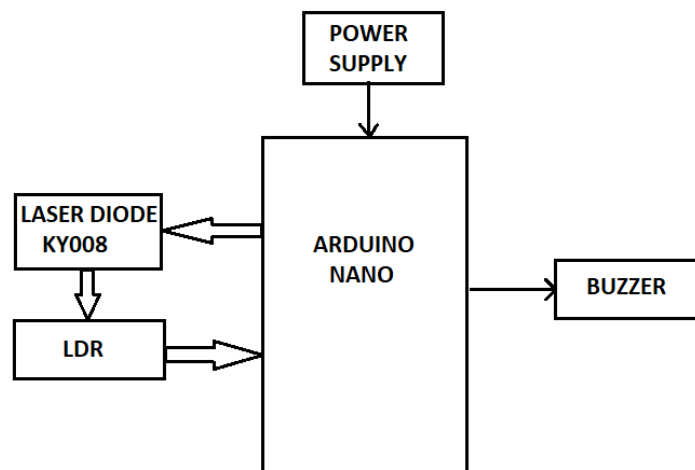 POWER
SUPPLY
LASER DIODE
KY008
ARDUINO
NANO
BUZZER
LDR